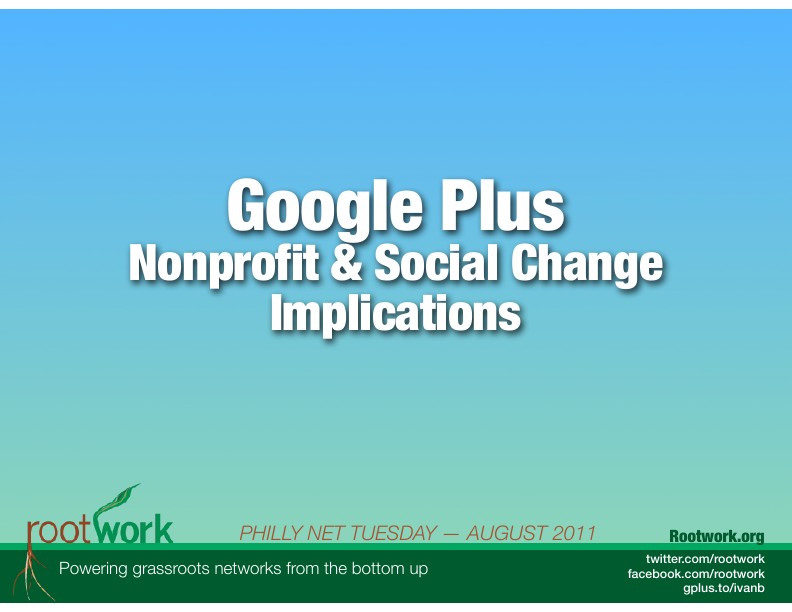 Google Plus
Nonprofit & Social Change
Implications
rootwork
PHILLY NET TUESDAY — AUGUST 2011
Rootwork.org
Powering grassroots networks from the bottom up
twitter.com/rootwork
facebook.com/rootwork
gplus.to/ivanb